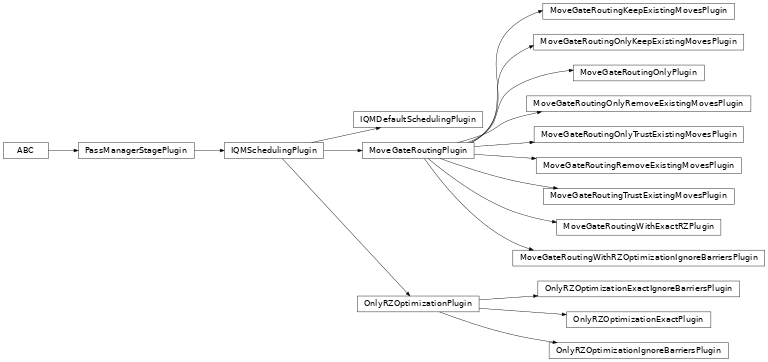 MoveGateRoutingKeepExistingMovesPlugin
MoveGateRoutingOnlyKeepExistingMovesPlugin
MoveGateRoutingOnlyPlugin
MoveGateRoutingOnlyRemoveExistingMovesPlugin
IQMDefaultSchedulingPlugin
MoveGateRoutingOnlyTrustExistingMovesPlugin
ABC
PassManagerStagePlugin
IQMSchedulingPlugin
MoveGateRoutingPlugin
MoveGateRoutingRemoveExistingMovesPlugin
MoveGateRoutingTrustExistingMovesPlugin
MoveGateRoutingWithExactRZPlugin
MoveGateRoutingWithRZOptimizationIgnoreBarriersPlugin
OnlyRZOptimizationExactIgnoreBarriersPlugin
OnlyRZOptimizationPlugin
OnlyRZOptimizationExactPlugin
OnlyRZOptimizationIgnoreBarriersPlugin